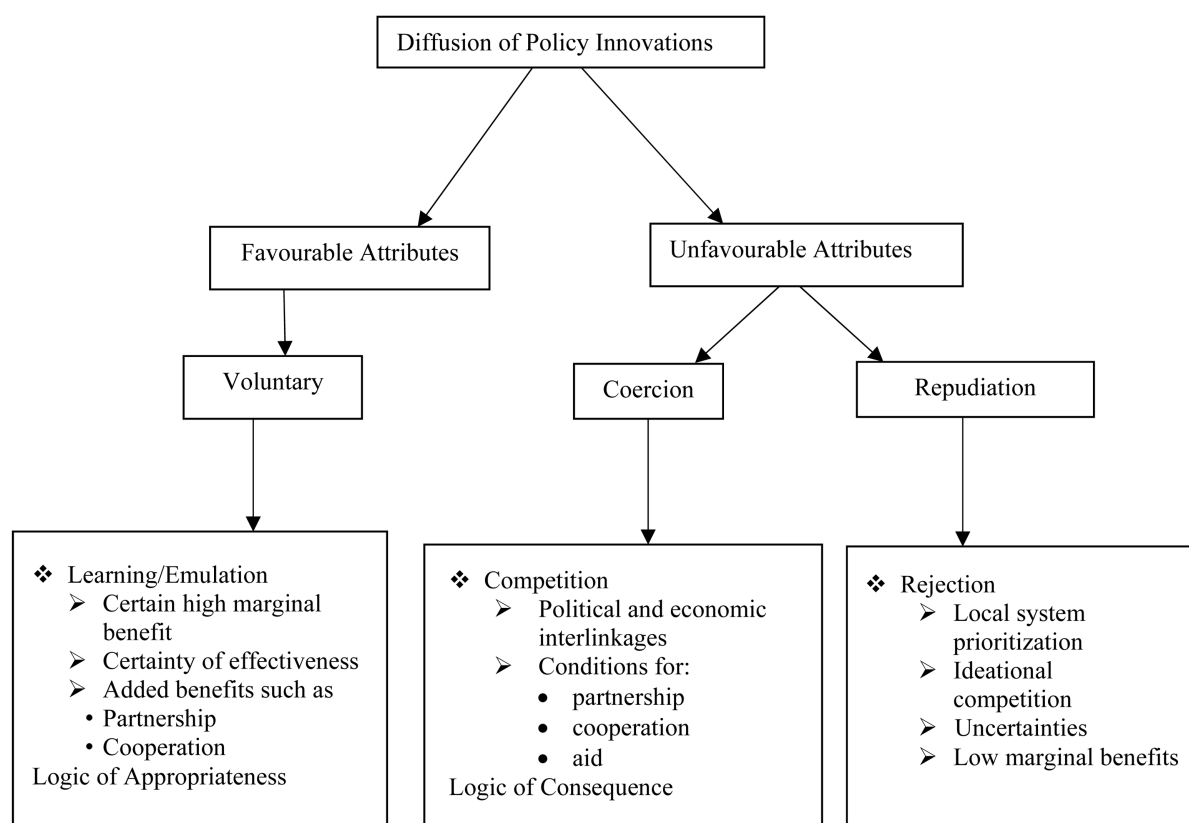 Diffusion of Policy Innovations
Favourable Attributes
Unfavourable Attributes
Voluntary
Coercion
Repudiation
❖ Learning/Emulation
➢ Certain high marginal
benefit
➢ Certainty of effectiveness
➢ Added benefits such as
• Partnership
• Cooperation
Logic of Appropriateness
❖ Competition
➢ Political and economic
interlinkages
➢ Conditions for:
• partnership
• cooperation
• aid
Logic of Consequence
❖ Rejection
➢ Local system
prioritization
➢ Ideational
competition
➢ Uncertainties
➢ Low marginal benefits